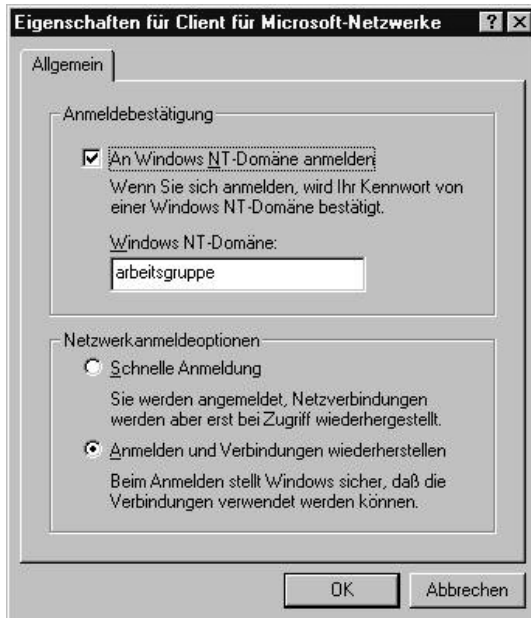 Eigenschaften für Client für Microsoft-Netzwerke
Allgemein
Anmeldebestätigung
An Windows NT-Domäne anmelden
Wenn Sie sich anmelden, wird Ihr Kennwort von
einer Windows NT-Domäne bestätigt.
Windows NT-Domäne:
arbeitsgruppe
Netzwerkanmeldeoptionen
Schnelle Anmeldung
Sie werden angemeldet, Netzverbindungen
werden aber erst bei Zugriff wiederhergestellt.
Anmelden und Verbindungen wiederherstellen
Beim Anmelden stellt Windows sicher, daß die
Verbindungen verwendet werden können.
OK Abbrechen